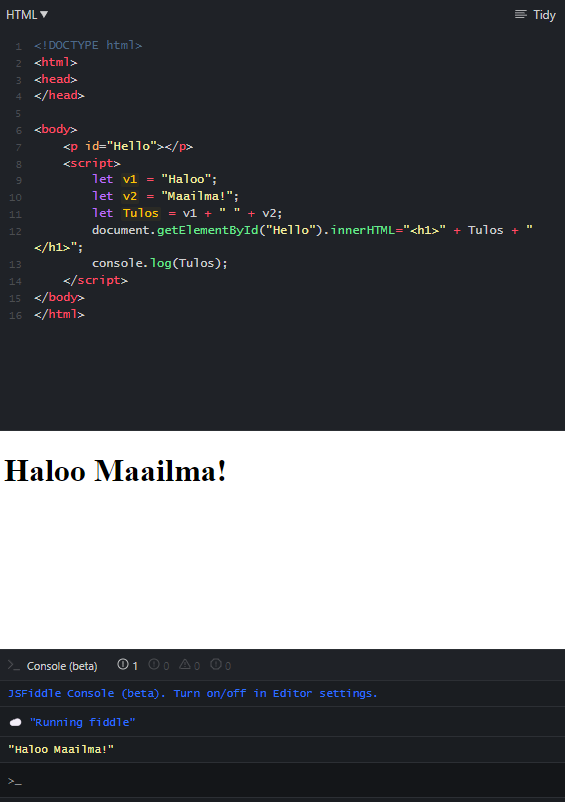 HTML▼ Tidy
1 <!DOCTYPE html>
2 <html>
3 <head>
4 </head>
5
6 <body>
7     <p id="Hello"></p>
8     <script>
9         let v1 = "Haloo";
10         let v2 = "Maailma!";
11         let Tulos = v1 + " " + v2;
12         document.getElementById("Hello").innerHTML="<h1>" + Tulos + "
</h1>";
13         console.log(Tulos);
14     </script>
15 </body>
16 </html>
Haloo Maailma!
>_ Console (beta) 1 0 0 0
JSFiddle Console (beta). Turn on/off in Editor settings.
"Running fiddle"
"Haloo Maailma!"
>_